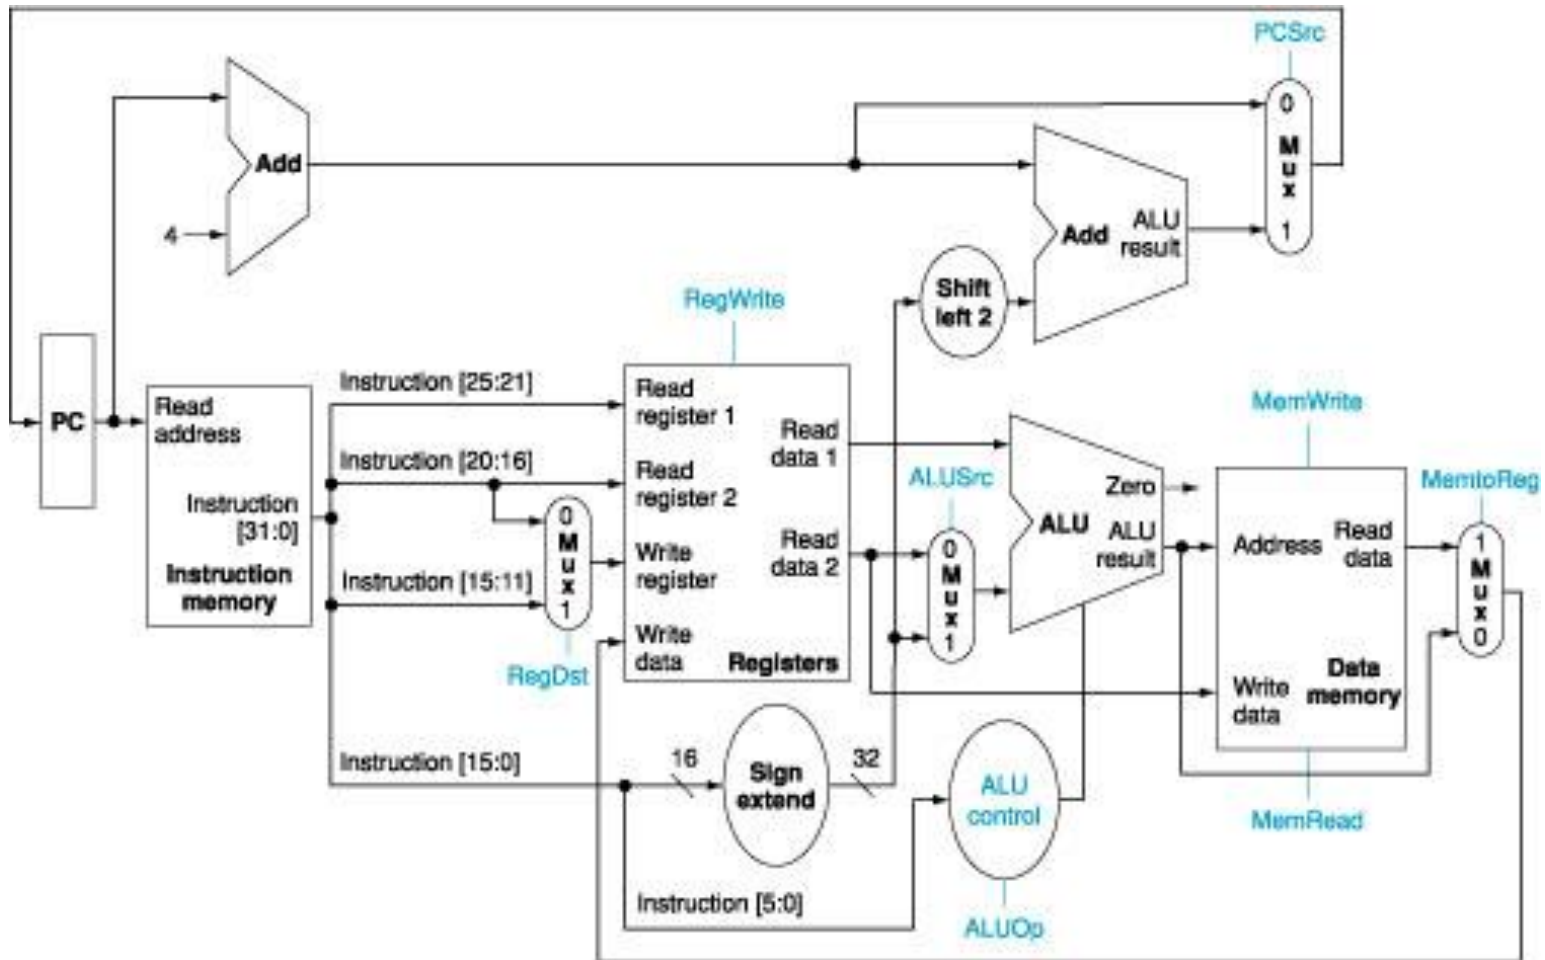 PCSrc
0
Mux
1
Add
4
Add
ALU
result
Shift
left 2
RegWrite
PC
Read
address
Instruction
[31:0]
Instruction
memory
Instruction [25:21]
Instruction [20:16]
Instruction [15:11]
Instruction [15:0]
Instruction [5:0]
0
Mux
1
RegDst
Read
register 1
Read
register 2
Write
register
Write
data
Read
data 1
Read
data 2
Registers
16
Sign
extend
32
ALUSrc
0
Mux
1
ALU
Zero
ALU
result
ALU
control
ALUOp
MemWrite
Address
Read
data
Write
data
Data
memory
MemRead
MemtoReg
1
Mux
0